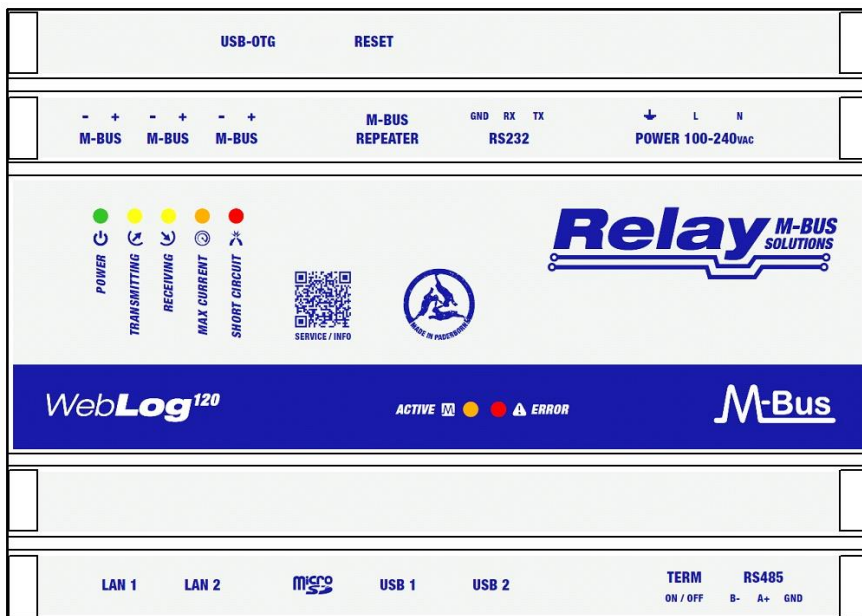 USB-OTG RESET
- + - + - + GND RX TX L N
M-BUS M-BUS M-BUS M-BUS REPEATER RS232 POWER 100-240VAC
Relay M-BUS SOLUTIONS
POWER
TRANSMITTING
RECEIVING
MAX CURRENT
SHORT CIRCUIT
SERVICE / INFO
MADE IN PADERBORN
WebLog120
ACTIVE M ERROR
M-Bus
LAN 1 LAN 2 micro SD USB 1 USB 2 TERM RS485
ON / OFF B- A+ GND